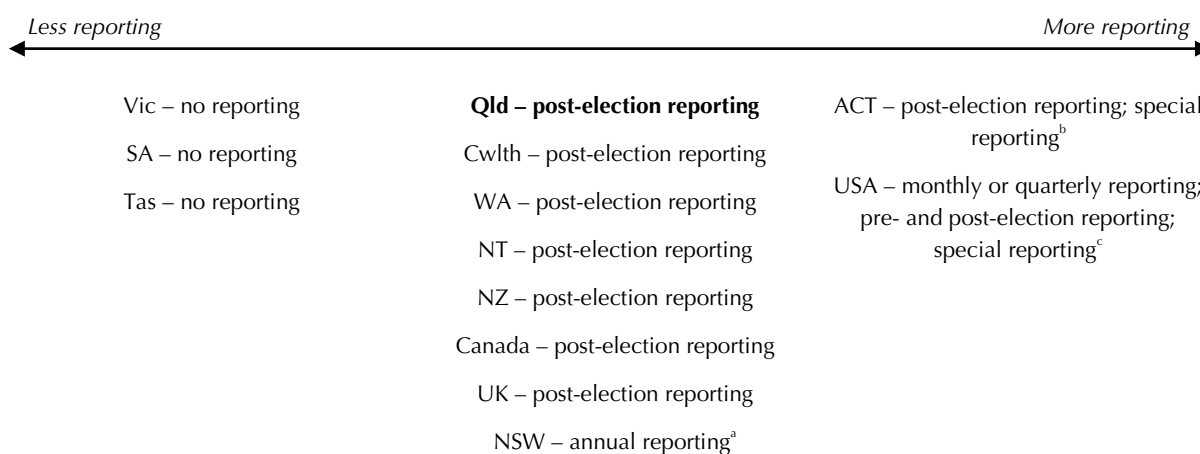 Less reporting
More reporting
Vic – no reporting
SA – no reporting
Tas – no reporting
Qld – post-election reporting
Cwlth – post-election reporting
WA – post-election reporting
NT – post-election reporting
NZ – post-election reporting
Canada – post-election reporting
UK – post-election reporting
NSW – annual reportingᵃ
ACT – post-election reporting; special
reportingᵇ
USA – monthly or quarterly reporting;
pre- and post-election reporting;
special reportingᶜ